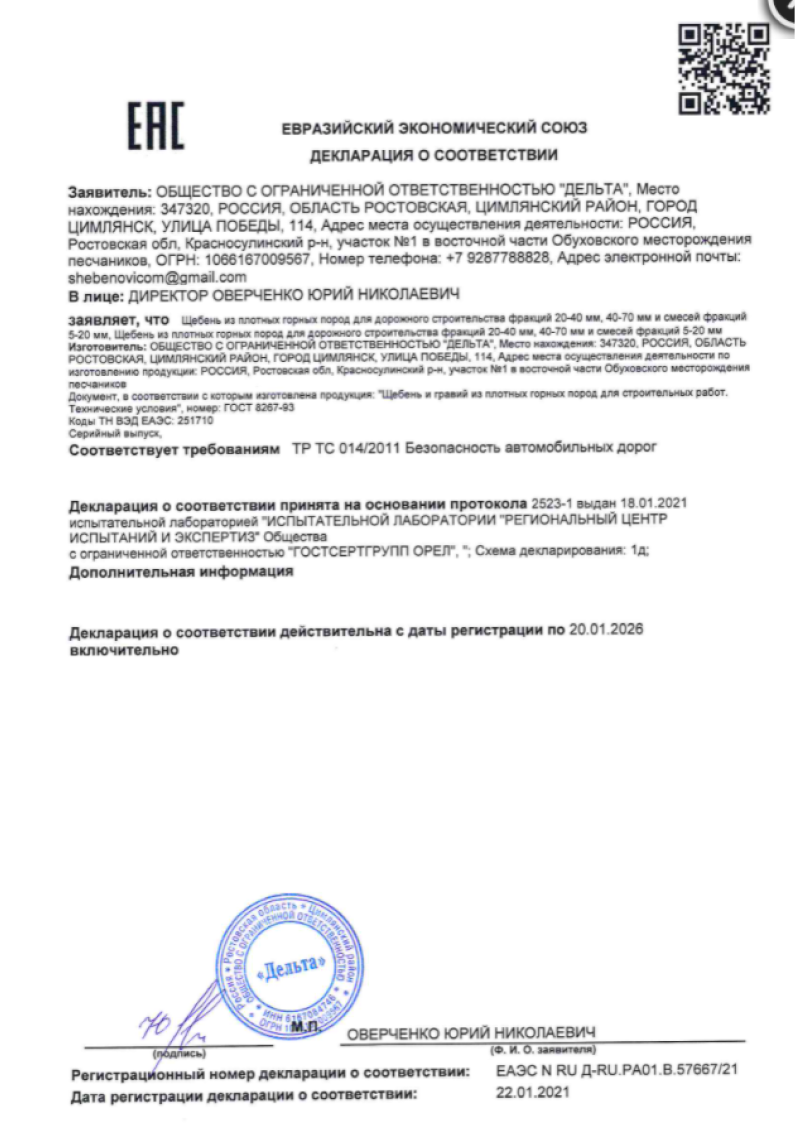 ЕАС
ЕВРАЗИЙСКИЙ ЭКОНОМИЧЕСКИЙ СОЮЗ
ДЕКЛАРАЦИЯ О СООТВЕТСТВИИ
Заявитель: ОБЩЕСТВО С ОГРАНИЧЕННОЙ ОТВЕТСТВЕННОСТЬЮ "ДЕЛЬТА", Место
нахождения: 347320, РОССИЯ, ОБЛАСТЬ РОСТОВСКАЯ, ЦИМЛЯНСКИЙ РАЙОН, ГОРОД
ЦИМЛЯНСК, УЛИЦА ПОБЕДЫ, 114, Адрес места осуществления деятельности: РОССИЯ,
Ростовская обл, Красносулинский р-н, участок №1 в восточной части Обуховского месторождения
песчаников, ОГРН: 1066167009567, Номер телефона: +7 9287788828, Адрес электронной почты:
shebenovicom@gmail.com
В лице: ДИРЕКТОР ОВЕРЧЕНКО ЮРИЙ НИКОЛАЕВИЧ
заявляет, что Щебень из плотных горных пород для дорожного строительства фракций 20-40 мм, 40-70 мм и смесей фракций
5-20 мм, Щебень из плотных горных пород для дорожного строительства фракций 20-40 мм, 40-70 мм и смесей фракций 5-20 мм
Изготовитель: ОБЩЕСТВО С ОГРАНИЧЕННОЙ ОТВЕТСТВЕННОСТЬЮ "ДЕЛЬТА", Место нахождения: 347320, РОССИЯ, ОБЛАСТЬ
РОСТОВСКАЯ, ЦИМЛЯНСКИЙ РАЙОН, ГОРОД ЦИМЛЯНСК, УЛИЦА ПОБЕДЫ, 114, Адрес места осуществления деятельности по
изготовлению продукции: РОССИЯ, Ростовская обл, Красносулинский р-н, участок №1 в восточной части Обуховского месторождения
песчаников
Документ, в соответствии с которым изготовлена продукция: "Щебень и гравий из плотных горных пород для строительных работ.
Технические условия", номер: ГОСТ 8267-93
Коды ТН ВЭД ЕАЭС: 251710
Серийный выпуск,
Соответствует требованиям ТР ТС 014/2011 Безопасность автомобильных дорог
Декларация о соответствии принята на основании протокола 2523-1 выдан 18.01.2021
испытательной лабораторией "ИСПЫТАТЕЛЬНОЙ ЛАБОРАТОРИИ "РЕГИОНАЛЬНЫЙ ЦЕНТР
ИСПЫТАНИЙ И ЭКСПЕРТИЗ" Общества
с ограниченной ответственностью "ГОСТСЕРТГРУПП ОРЕЛ", "; Схема декларирования: 1д;
Дополнительная информация
Декларация о соответствии действительна с даты регистрации по 20.01.2026
включительно
Россия * Ростовская область * Цимлянский район
ОБЩЕСТВО С ОГРАНИЧЕННОЙ ОТВЕТСТВЕННОСТЬЮ
«Дельта»
ИНН
ОГРН
М.П.
ОВЕРЧЕНКО ЮРИЙ НИКОЛАЕВИЧ
(подпись) (Ф. И. О. заявителя)
Регистрационный номер декларации о соответствии: ЕАЭС N RU Д-RU.РА01.В.57667/21
Дата регистрации декларации о соответствии: 22.01.2021